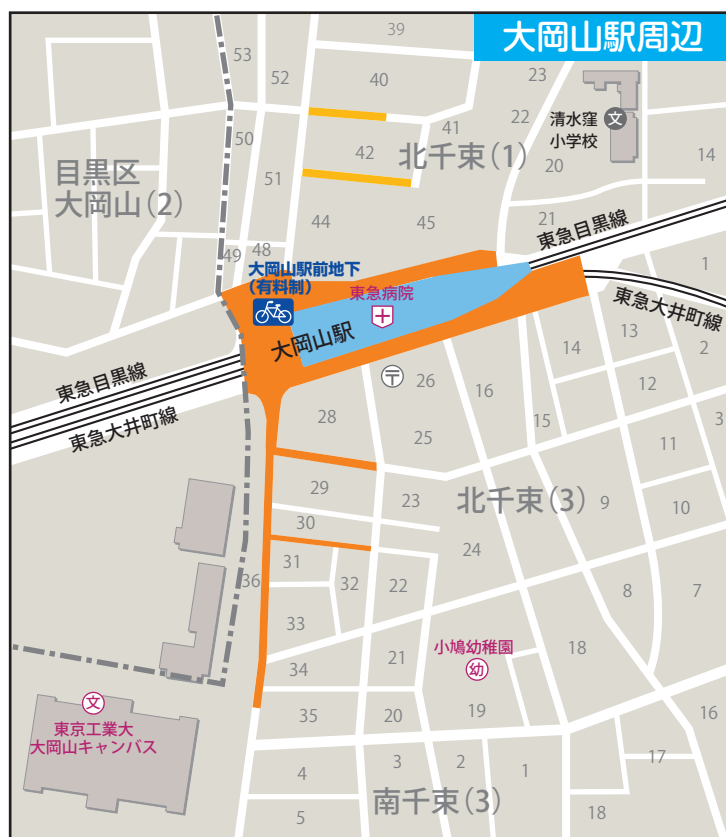 大岡山駅周辺
39
53
52
40
23
22
清水窪
小学校
文
41
50
42
北千束(1)
14
20
目黒区
大岡山(2)
51
44
45
21
東急目黒線
49
48
大岡山駅前地下
(有料制)
東急病院
1
東急大井町線
大岡山駅
13
14
2
〒
26
16
12
東急目黒線
東急大井町線
28
25
15
3
11
29
23
北千束(3)
9
10
30
24
31
36
32
22
8
7
33
小鳩幼稚園
幼
18
34
21
文
東京工業大
大岡山キャンパス
35
20
19
16
4
3
2
1
17
南千束(3)
5
18